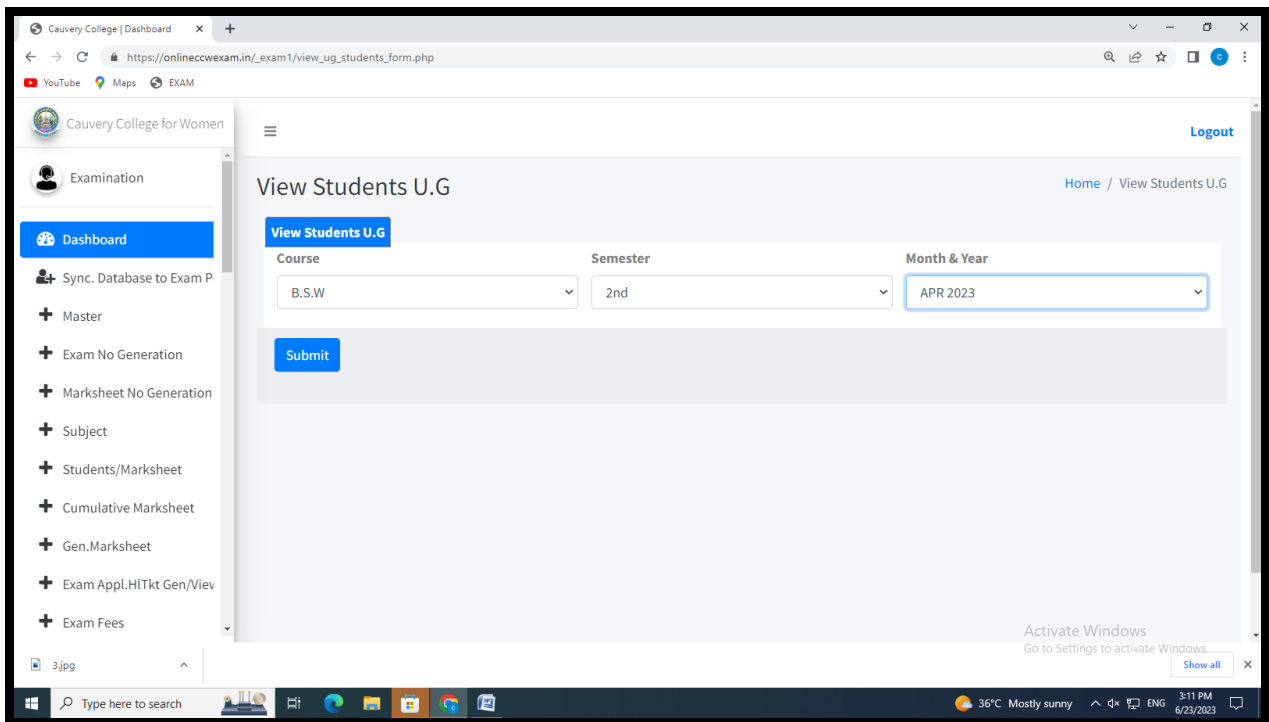 Cauvery College | Dashboard
https://onlineccwexam.in/_exam1/view_ug_students_form.php
YouTube Maps EXAM
Cauvery College for Women
Logout
Examination
View Students U.G
Home / View Students U.G
Dashboard
Sync. Database to Exam P
Master
Exam No Generation
Marksheet No Generation
Subject
Students/Marksheet
Cumulative Marksheet
Gen.Marksheet
Exam Appl.HlTkt Gen/View
Exam Fees
View Students U.G
Course Semester Month & Year
B.S.W 2nd APR 2023
Submit
Activate Windows
Go to Settings to activate Windows.
3.jpg
Show all
Type here to search
36°C Mostly sunny
ENG
3:11 PM
6/23/2023